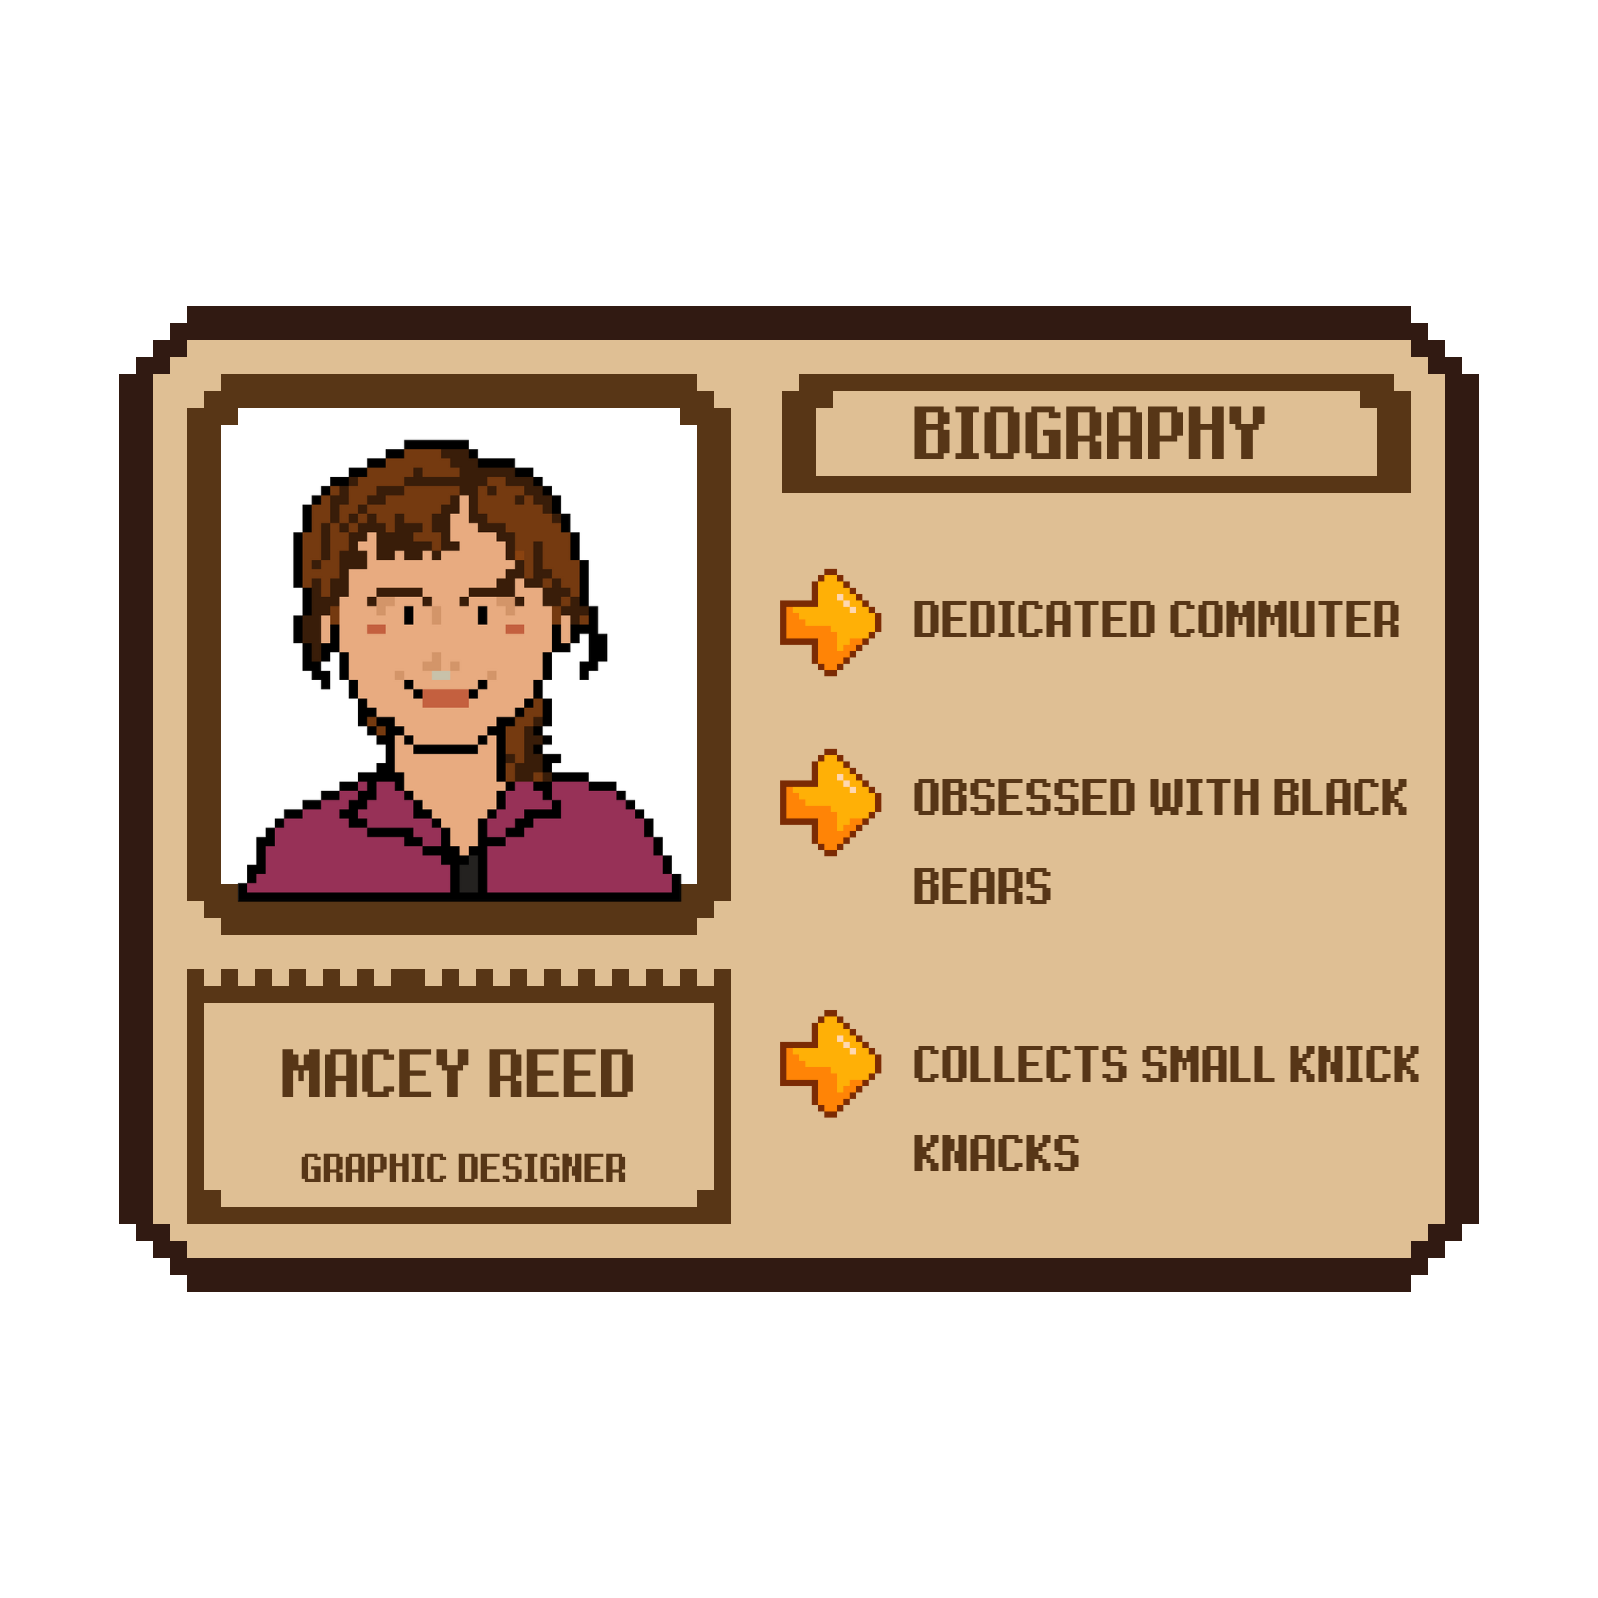 BIOGRAPHY
DEDICATED COMMUTER
OBSESSED WITH BLACK
BEARS
COLLECTS SMALL KNICK
KNACKS
MACEY REED
GRAPHIC DESIGNER